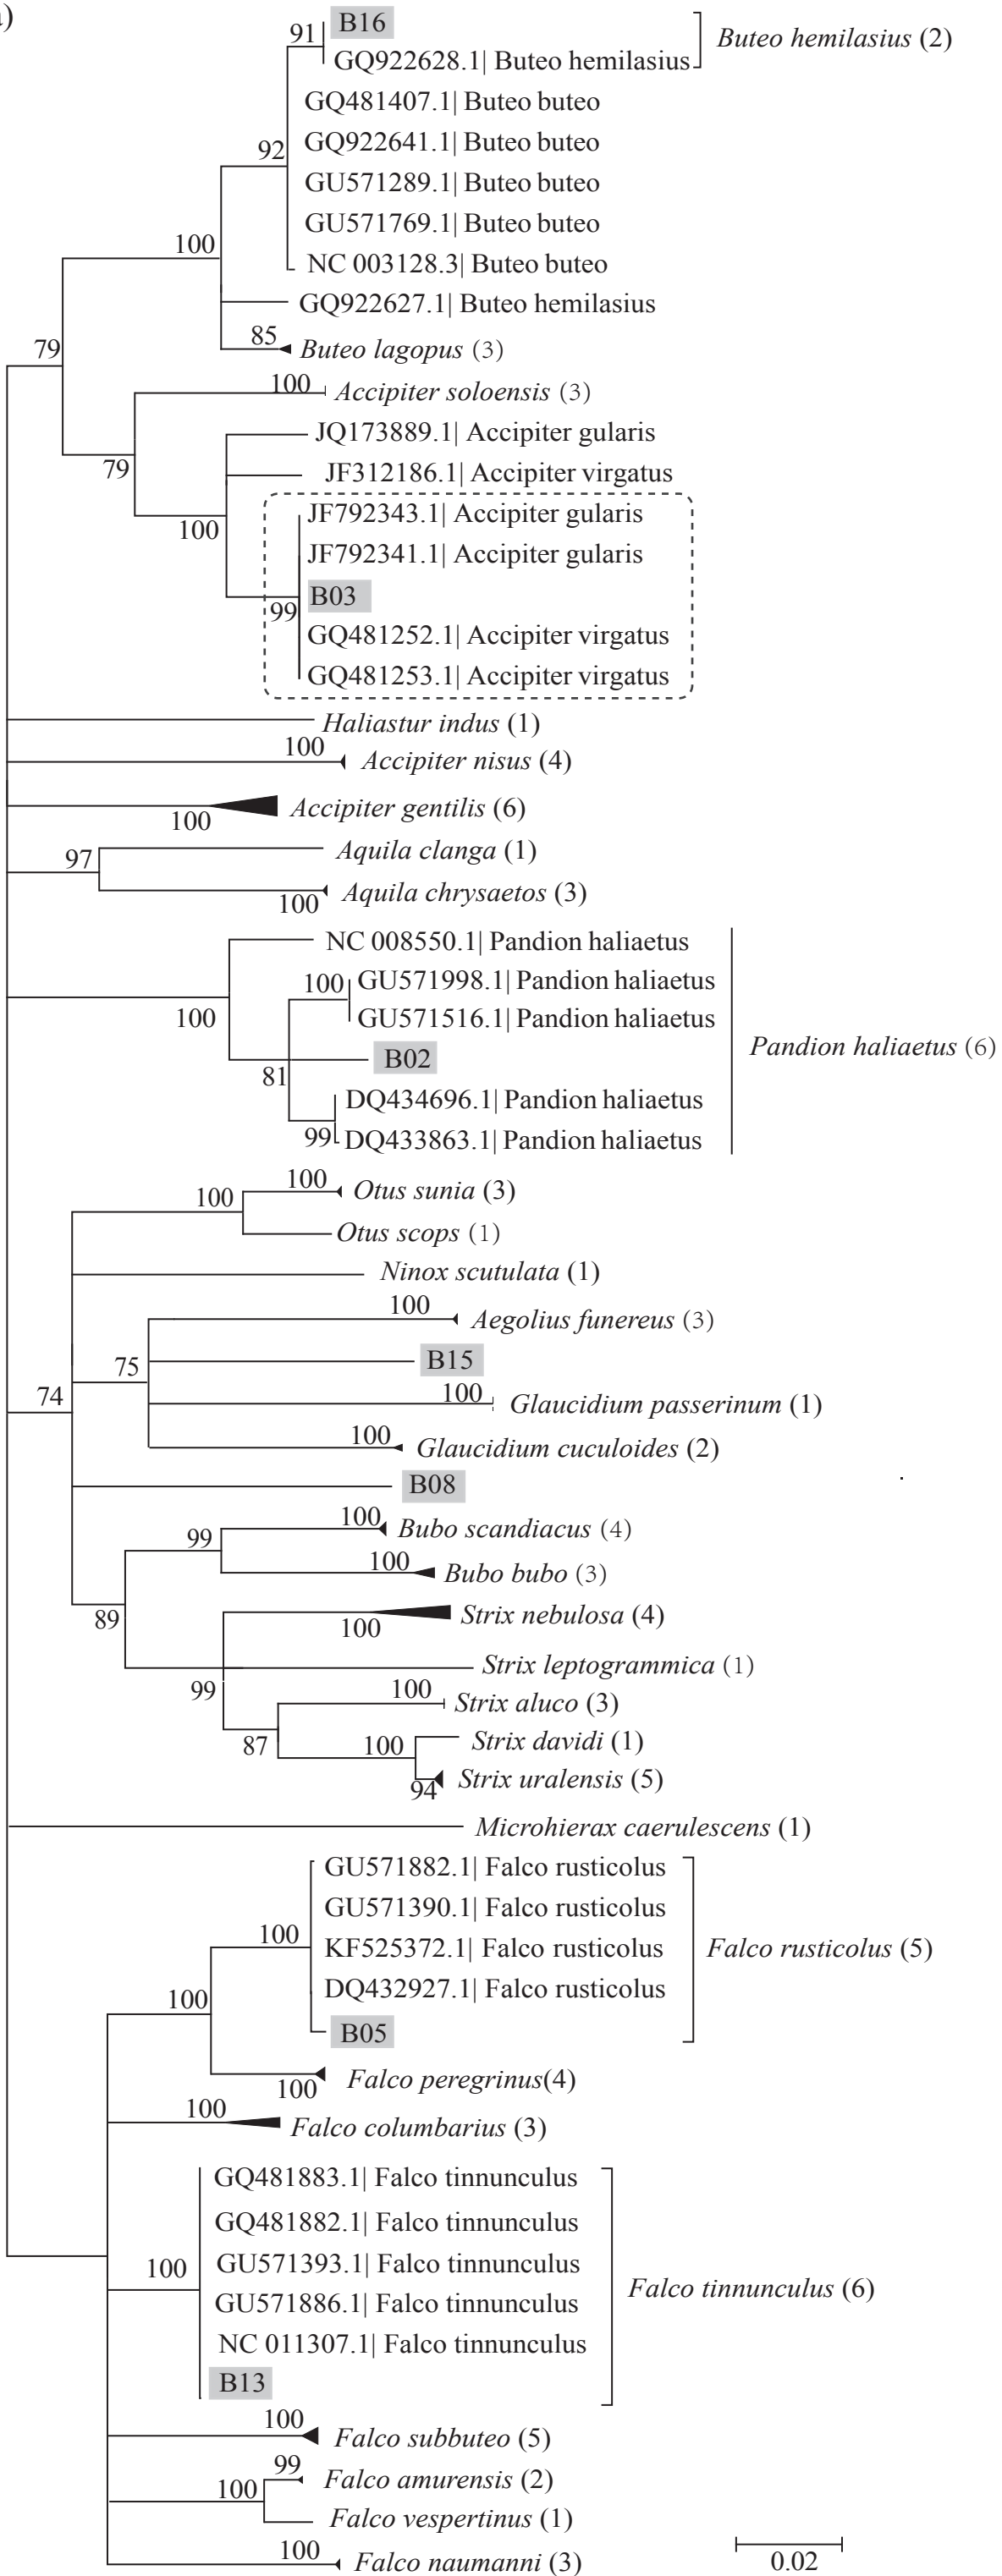 )
91
B16
GQ922628.1| Buteo hemilasius
Buteo hemilasius (2)
GQ481407.1| Buteo buteo
GQ922641.1| Buteo buteo
92
GU571289.1| Buteo buteo
GU571769.1| Buteo buteo
100
NC 003128.3| Buteo buteo
GQ922627.1| Buteo hemilasius
85
Buteo lagopus (3)
79
100
Accipiter soloensis (3)
JQ173889.1| Accipiter gularis
79
JF312186.1| Accipiter virgatus
JF792343.1| Accipiter gularis
100
JF792341.1| Accipiter gularis
B03
99
GQ481252.1| Accipiter virgatus
GQ481253.1| Accipiter virgatus
Haliastur indus (1)
100
Accipiter nisus (4)
Accipiter gentilis (6)
100
Aquila clanga (1)
97
Aquila chrysaetos (3)
100
NC 008550.1| Pandion haliaetus
100
GU571998.1| Pandion haliaetus
GU571516.1| Pandion haliaetus
100
Pandion haliaetus (6)
B02
81
DQ434696.1| Pandion haliaetus
99
DQ433863.1| Pandion haliaetus
100
Otus sunia (3)
100
Otus scops (1)
Ninox scutulata (1)
100
Aegolius funereus (3)
75
B15
74
100
Glaucidium passerinum (1)
100
Glaucidium cuculoides (2)
B08
100
Bubo scandiacus (4)
99
100
Bubo bubo (3)
89
Strix nebulosa (4)
100
Strix leptogrammica (1)
99
100
Strix aluco (3)
87
100
Strix davidi (1)
94
Strix uralensis (5)
Microhierax caerulescens (1)
GU571882.1| Falco rusticolus
GU571390.1| Falco rusticolus
100
KF525372.1| Falco rusticolus
Falco rusticolus (5)
DQ432927.1| Falco rusticolus
100
B05
Falco peregrinus(4)
100
100
Falco columbarius (3)
GQ481883.1| Falco tinnunculus
GQ481882.1| Falco tinnunculus
100
GU571393.1| Falco tinnunculus
Falco tinnunculus (6)
GU571886.1| Falco tinnunculus
NC 011307.1| Falco tinnunculus
B13
100
Falco subbuteo (5)
99
Falco amurensis (2)
100
Falco vespertinus (1)
100
Falco naumanni (3)
0.02